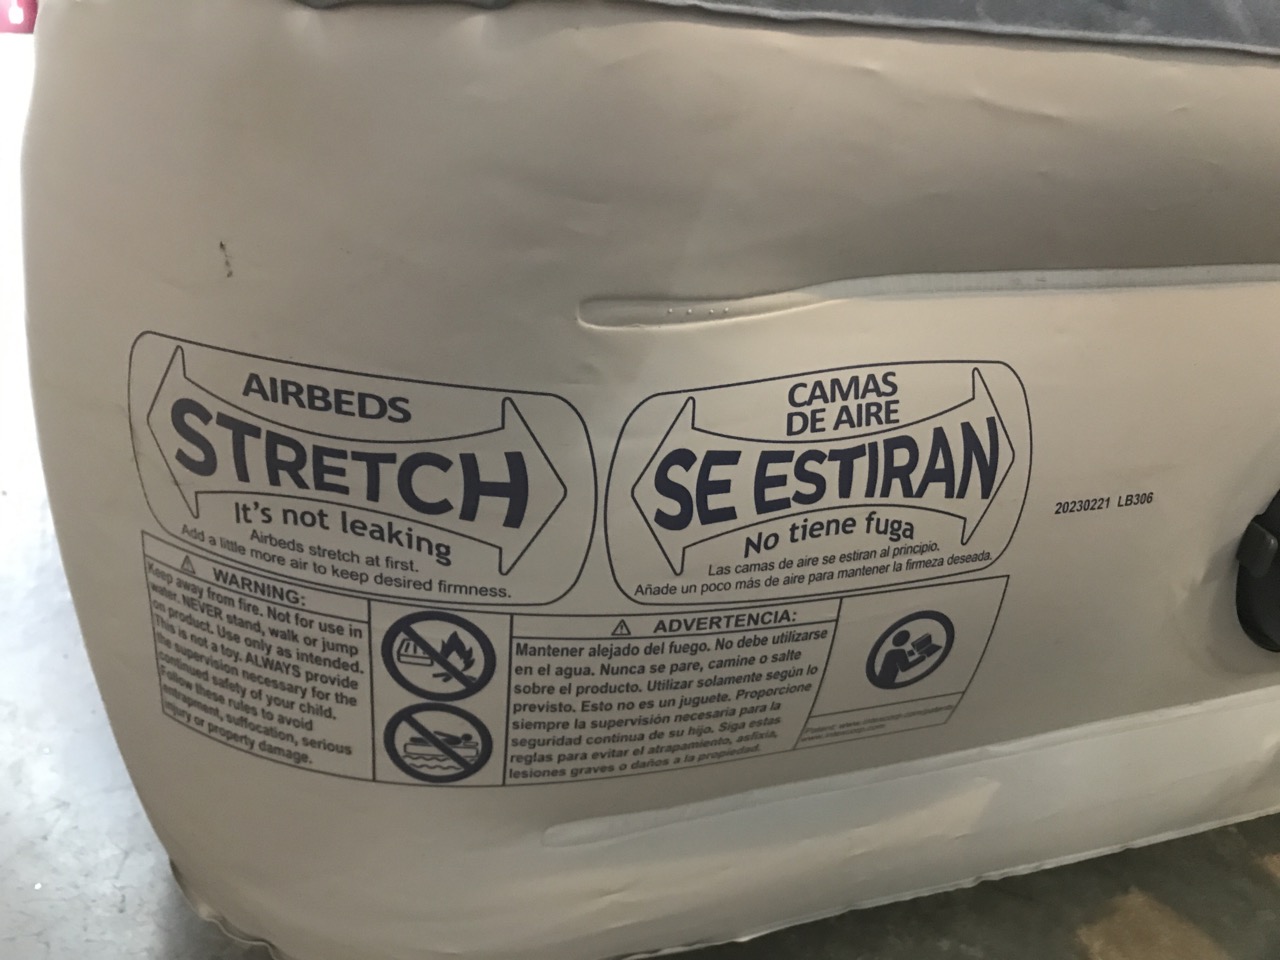 AIRBEDS
STRETCH
It's not leaking
Airbeds stretch at first.
Add a little more air to keep desired firmness.
CAMAS
DE AIRE
SE ESTIRAN
No tiene fuga
Las camas de aire se estiran al principio.
Añade un poco más de aire para mantener la firmeza deseada.
20230221 LB306
WARNING:
Keep away from fire. Not for use in
water. NEVER stand, walk or jump
on product. Use only as intended.
This is not a toy. ALWAYS provide
the supervision necessary for the
continued safety of your child.
Follow these rules to avoid
entrapment, suffocation, serious
injury or property damage.
ADVERTENCIA:
Mantener alejado del fuego. No debe utilizarse
en el agua. Nunca se pare, camine o salte
sobre el producto. Utilizar solamente según lo
previsto. Esto no es un juguete. Proporcione
siempre la supervisión necesaria para la
seguridad continua de su hijo. Siga estas
reglas para evitar el atrapamiento, asfixia,
lesiones graves o daños a la propiedad.